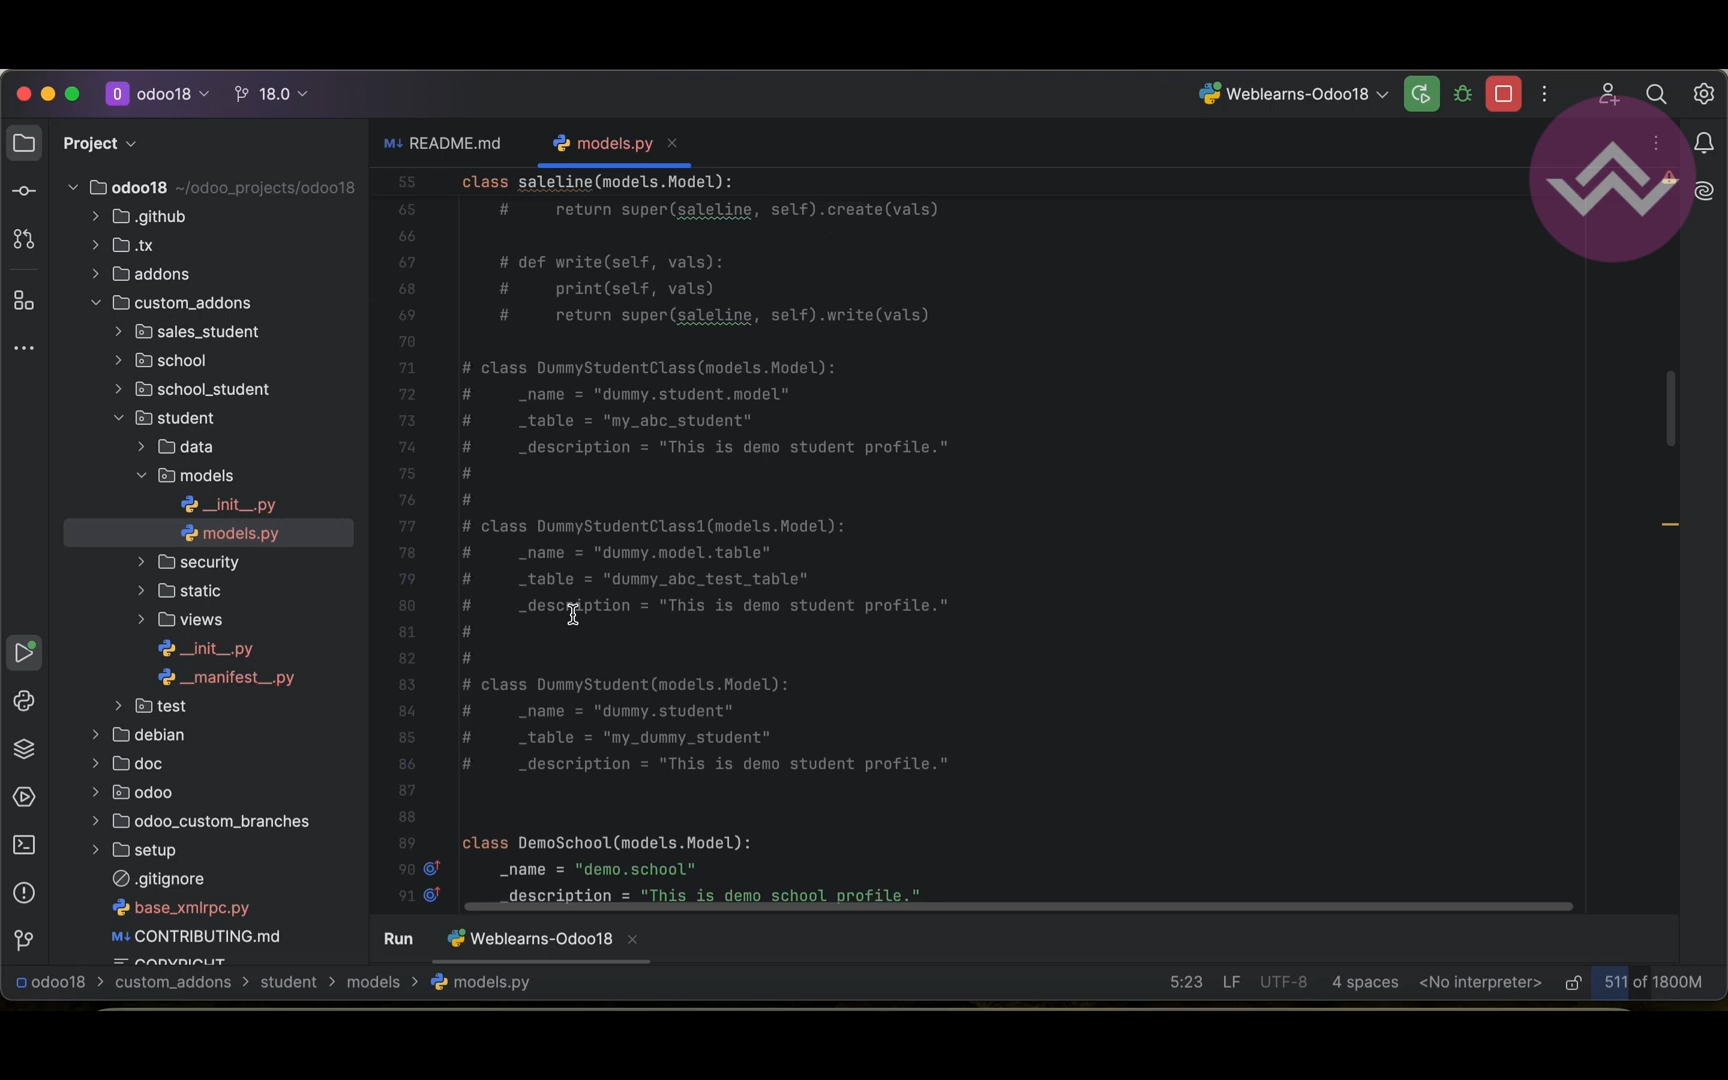 odoo18
18.0
Weblearns-Odoo18
Project
README.md
models.py
odoo18 ~/odoo_projects/odoo18
.github
.tx
addons
custom_addons
sales_student
school
school_student
student
data
models
__init__.py
models.py
security
static
views
__init__.py
__manifest__.py
test
debian
doc
odoo
odoo_custom_branches
setup
.gitignore
base_xmlrpc.py
CONTRIBUTING.md
COPYRIGHT
55 class saleline(models.Model):
65 # return super(saleline, self).create(vals)
66
67 # def write(self, vals):
68 # print(self, vals)
69 # return super(saleline, self).write(vals)
70
71 # class DummyStudentClass(models.Model):
72 # _name = "dummy.student.model"
73 # _table = "my_abc_student"
74 # _description = "This is demo student profile."
75 #
76 #
77 # class DummyStudentClass1(models.Model):
78 # _name = "dummy.model.table"
79 # _table = "dummy_abc_test_table"
80 # _description = "This is demo student profile."
81 #
82 #
83 # class DummyStudent(models.Model):
84 # _name = "dummy.student"
85 # _table = "my_dummy_student"
86 # _description = "This is demo student profile."
87
88
89 class DemoSchool(models.Model):
90 _name = "demo.school"
91 _description = "This is demo school profile."
Run Weblearns-Odoo18
odoo18 > custom_addons > student > models > models.py
5:23 LF UTF-8 4 spaces <No interpreter> 511 of 1800M